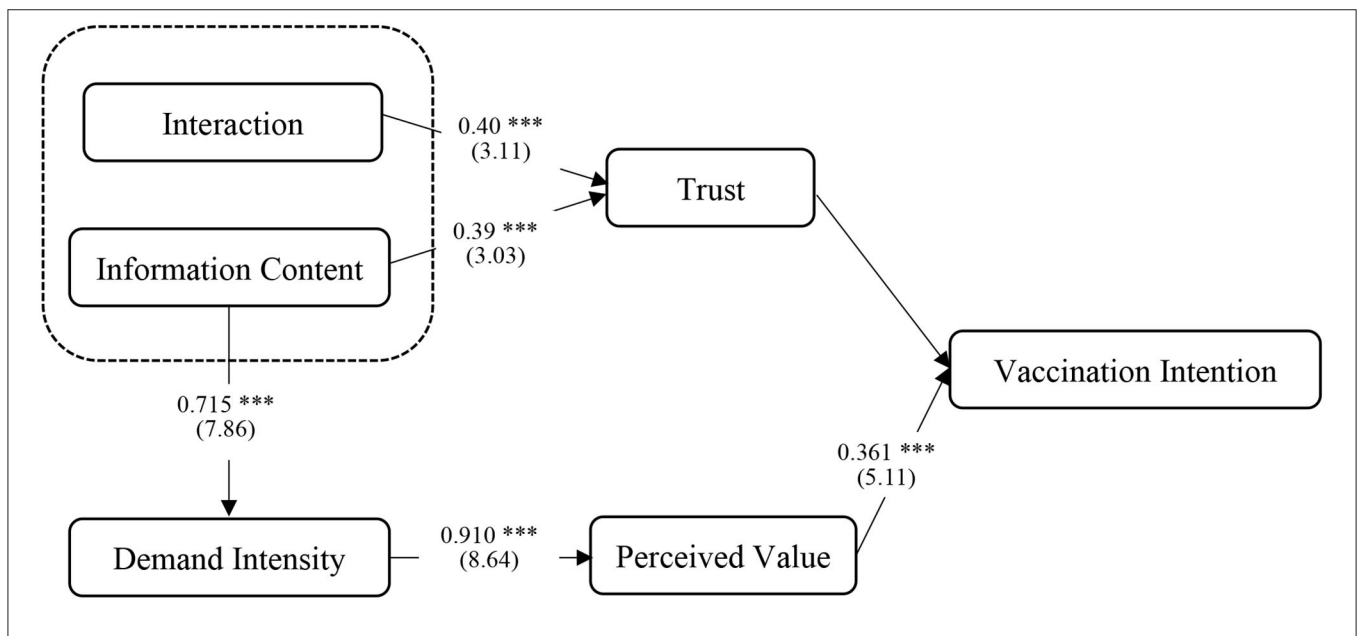 Interaction
0.40 ***
(3.11)
Trust
Information Content
0.39 ***
(3.03)
Vaccination Intention
0.715 ***
(7.86)
0.361 ***
(5.11)
Demand Intensity
0.910 ***
(8.64)
Perceived Value